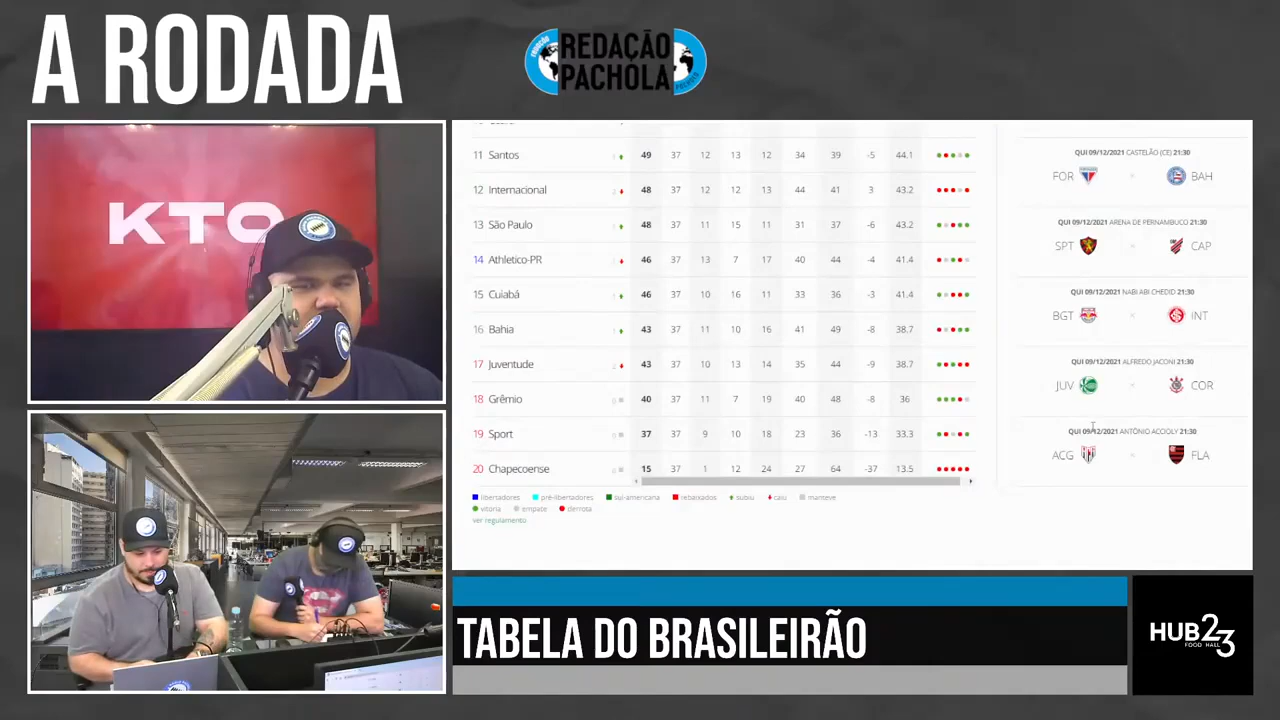 A RODADA
REDAÇÃO
PACHOLA
KTO
11 Santos 49 37 12 13 12 34 39 -5 44.1
12 Internacional 48 37 12 12 13 44 41 3 43.2
13 São Paulo 48 37 11 15 11 31 37 -6 43.2
14 Athletico-PR 46 37 13 7 17 40 44 -4 41.4
15 Cuiabá 46 37 10 16 11 33 36 -3 41.4
16 Bahia 43 37 11 10 16 41 49 -8 38.7
17 Juventude 43 37 10 13 14 35 44 -9 38.7
18 Grêmio 40 37 11 7 19 40 48 -8 36
19 Sport 37 37 9 10 18 23 36 -13 33.3
20 Chapecoense 15 37 1 12 24 27 64 -37 13.5
libertadores pré-libertadores sul-americana rebaixados subiu caiu manteve
vitória empate derrota
ver regulamento
QUI 09/12/2021 CASTELÃO (CE) 21:30
FOR × BAH
QUI 09/12/2021 ARENA DE PERNAMBUCO 21:30
SPT × CAP
QUI 09/12/2021 NABI ABI CHEDID 21:30
BGT × INT
QUI 09/12/2021 ALFREDO JACONI 21:30
JUV × COR
QUI 09/12/2021 ANTÔNIO ACCIOLY 21:30
ACG × FLA
TABELA DO BRASILEIRÃO
HUB23
FOOD HALL